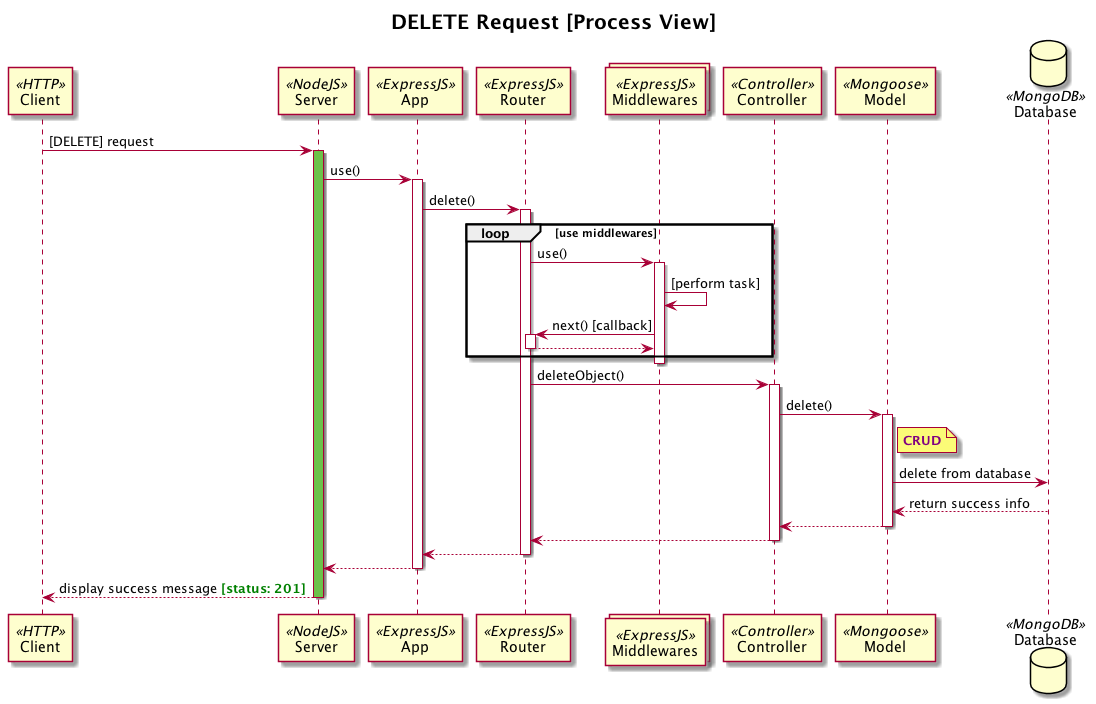 DELETE Request [Process View]
«HTTP»
Client
«NodeJS»
Server
«ExpressJS»
App
«ExpressJS»
Router
«ExpressJS»
Middlewares
«Controller»
Controller
«Mongoose»
Model
«MongoDB»
Database
[DELETE] request
use()
delete()
loop [use middlewares]
use()
[perform task]
next() [callback]
deleteObject()
delete()
CRUD
delete from database
return success info
display success message [status: 201]
«HTTP»
Client
«NodeJS»
Server
«ExpressJS»
App
«ExpressJS»
Router
«ExpressJS»
Middlewares
«Controller»
Controller
«Mongoose»
Model
«MongoDB»
Database